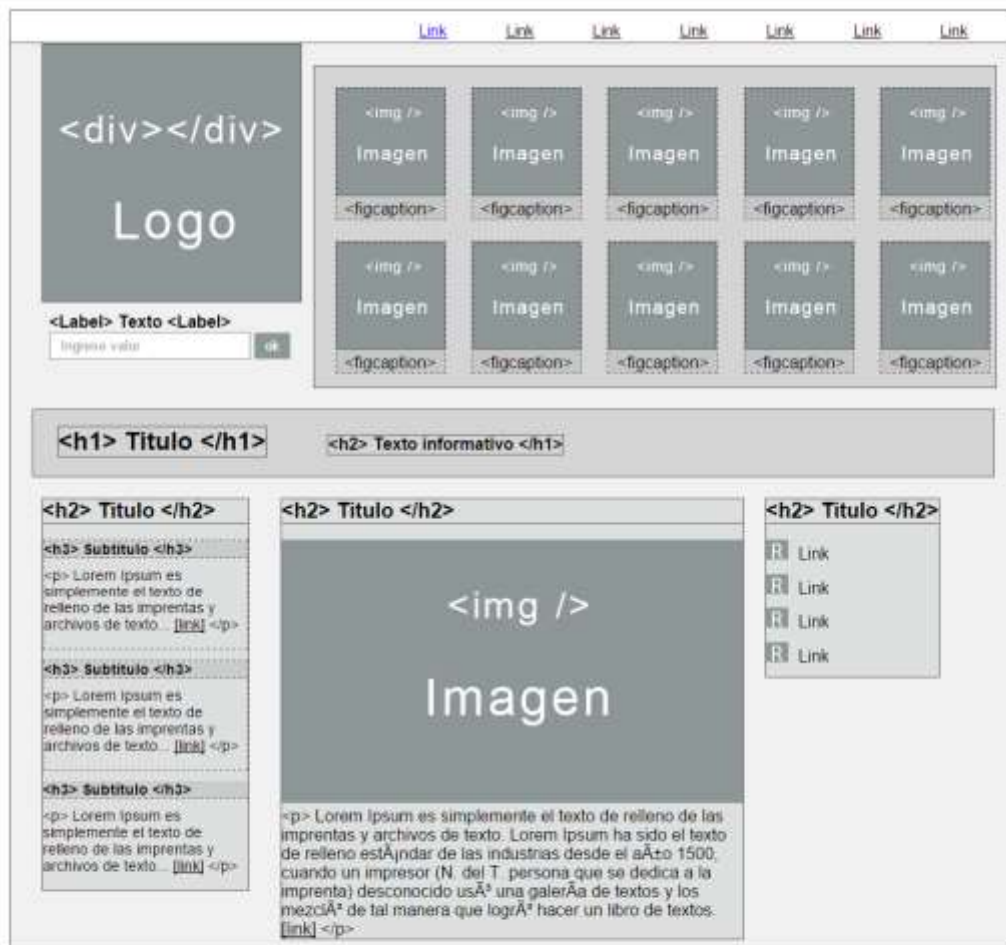 Link Link Link Link Link Link Link
<div></div>
Logo
<Label> Texto <Label>
Ingrese valor ok
<img /> <img /> <img /> <img /> <img />
Imagen Imagen Imagen Imagen Imagen
<figcaption> <figcaption> <figcaption> <figcaption> <figcaption>
<img /> <img /> <img /> <img /> <img />
Imagen Imagen Imagen Imagen Imagen
<figcaption> <figcaption> <figcaption> <figcaption> <figcaption>
<h1> Titulo </h1> <h2> Texto informativo </h1>
<h2> Titulo </h2>
<h3> Subtitulo </h3>
<p> Lorem Ipsum es
simplemente el texto de
relleno de las imprentas y
archivos de texto... [link] </p>
<h3> Subtitulo </h3>
<p> Lorem Ipsum es
simplemente el texto de
relleno de las imprentas y
archivos de texto... [link] </p>
<h3> Subtitulo </h3>
<p> Lorem Ipsum es
simplemente el texto de
relleno de las imprentas y
archivos de texto... [link] </p>
<h2> Titulo </h2>
<img />
Imagen
<p> Lorem Ipsum es simplemente el texto de relleno de las
imprentas y archivos de texto. Lorem Ipsum ha sido el texto
de relleno estÃ¡ndar de las industrias desde el aÃ±o 1500,
cuando un impresor (N. del T. persona que se dedica a la
imprenta) desconocido usÃ³ una galerÃ­a de textos y los
mezclÃ³ de tal manera que logrÃ³ hacer un libro de textos.
[link] </p>
<h2> Titulo </h2>
R Link
R Link
R Link
R Link